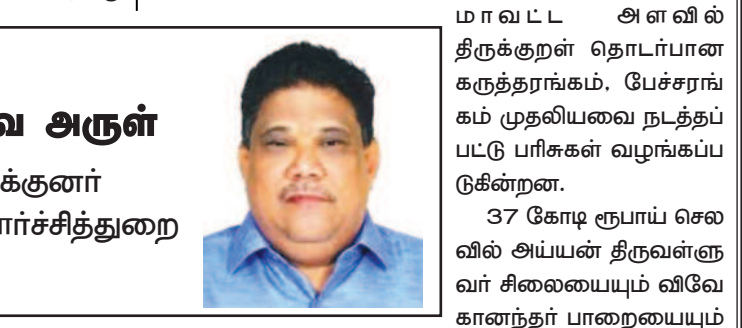 அருள்
க்குனர்
மாவட்ட அளவில்
திருக்குறள் தொடர்பான
கருத்தரங்கம், பேச்சரங்
கம் முதலியவை நடத்தப்
பட்டு பரிசுகள் வழங்கப்ப
டுகின்றன.
37 கோடி ரூபாய் செல
வில் அய்யன் திருவள்ளு
வர் சிலையையும் விவே
கானந்தர் பாறையையும்